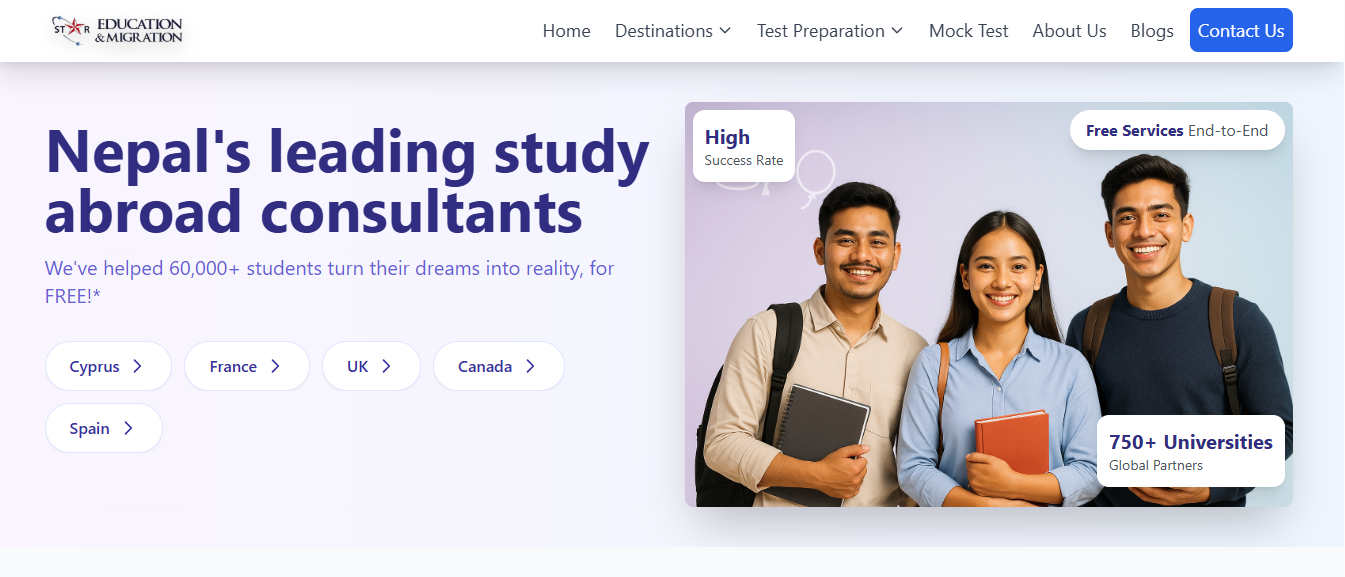 STAR EDUCATION
& MIGRATION
Home Destinations Test Preparation Mock Test About Us Blogs Contact Us
Nepal's leading study
abroad consultants
We've helped 60,000+ students turn their dreams into reality, for
FREE!*
Cyprus France UK Canada
Spain
High
Success Rate
Free Services End-to-End
750+ Universities
Global Partners